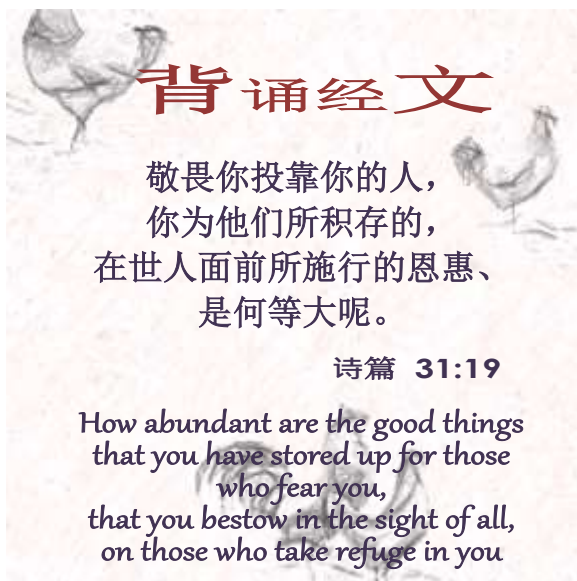 背诵经文
敬畏你投靠你的人，
你为他们所积存的，
在世人面前所施行的恩惠、
是何等大呢。
诗篇 31:19
How abundant are the good things
that you have stored up for those
who fear you,
that you bestow in the sight of all,
on those who take refuge in you